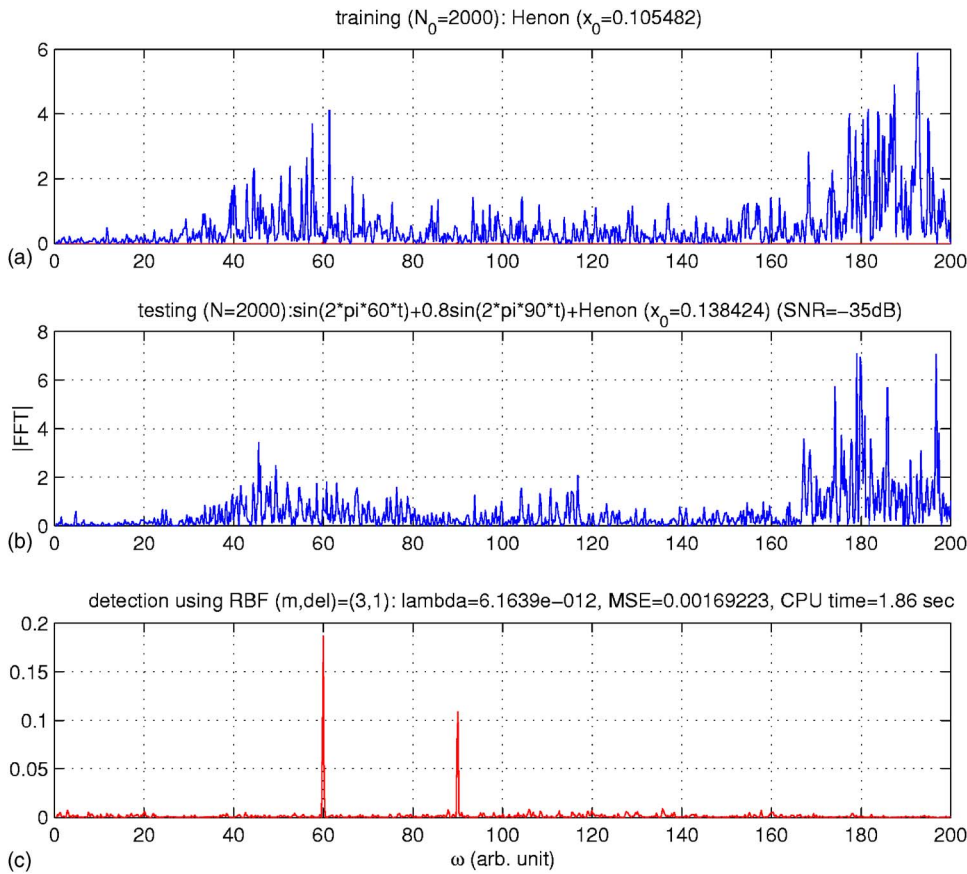 training (N_0=2000): Henon (x_0=0.105482)
6
4
2
0
(a)
0 20 40 60 80 100 120 140 160 180 200
testing (N=2000):sin(2*pi*60*t)+0.8sin(2*pi*90*t)+Henon (x_0=0.138424) (SNR=−35dB)
8
6
4
2
0
|FFT|
(b)
0 20 40 60 80 100 120 140 160 180 200
detection using RBF (m,del)=(3,1): lambda=6.1639e−012, MSE=0.00169223, CPU time=1.86 sec
0.2
0.15
0.1
0.05
0
0 20 40 60 80 100 120 140 160 180 200
(c)
ω (arb. unit)